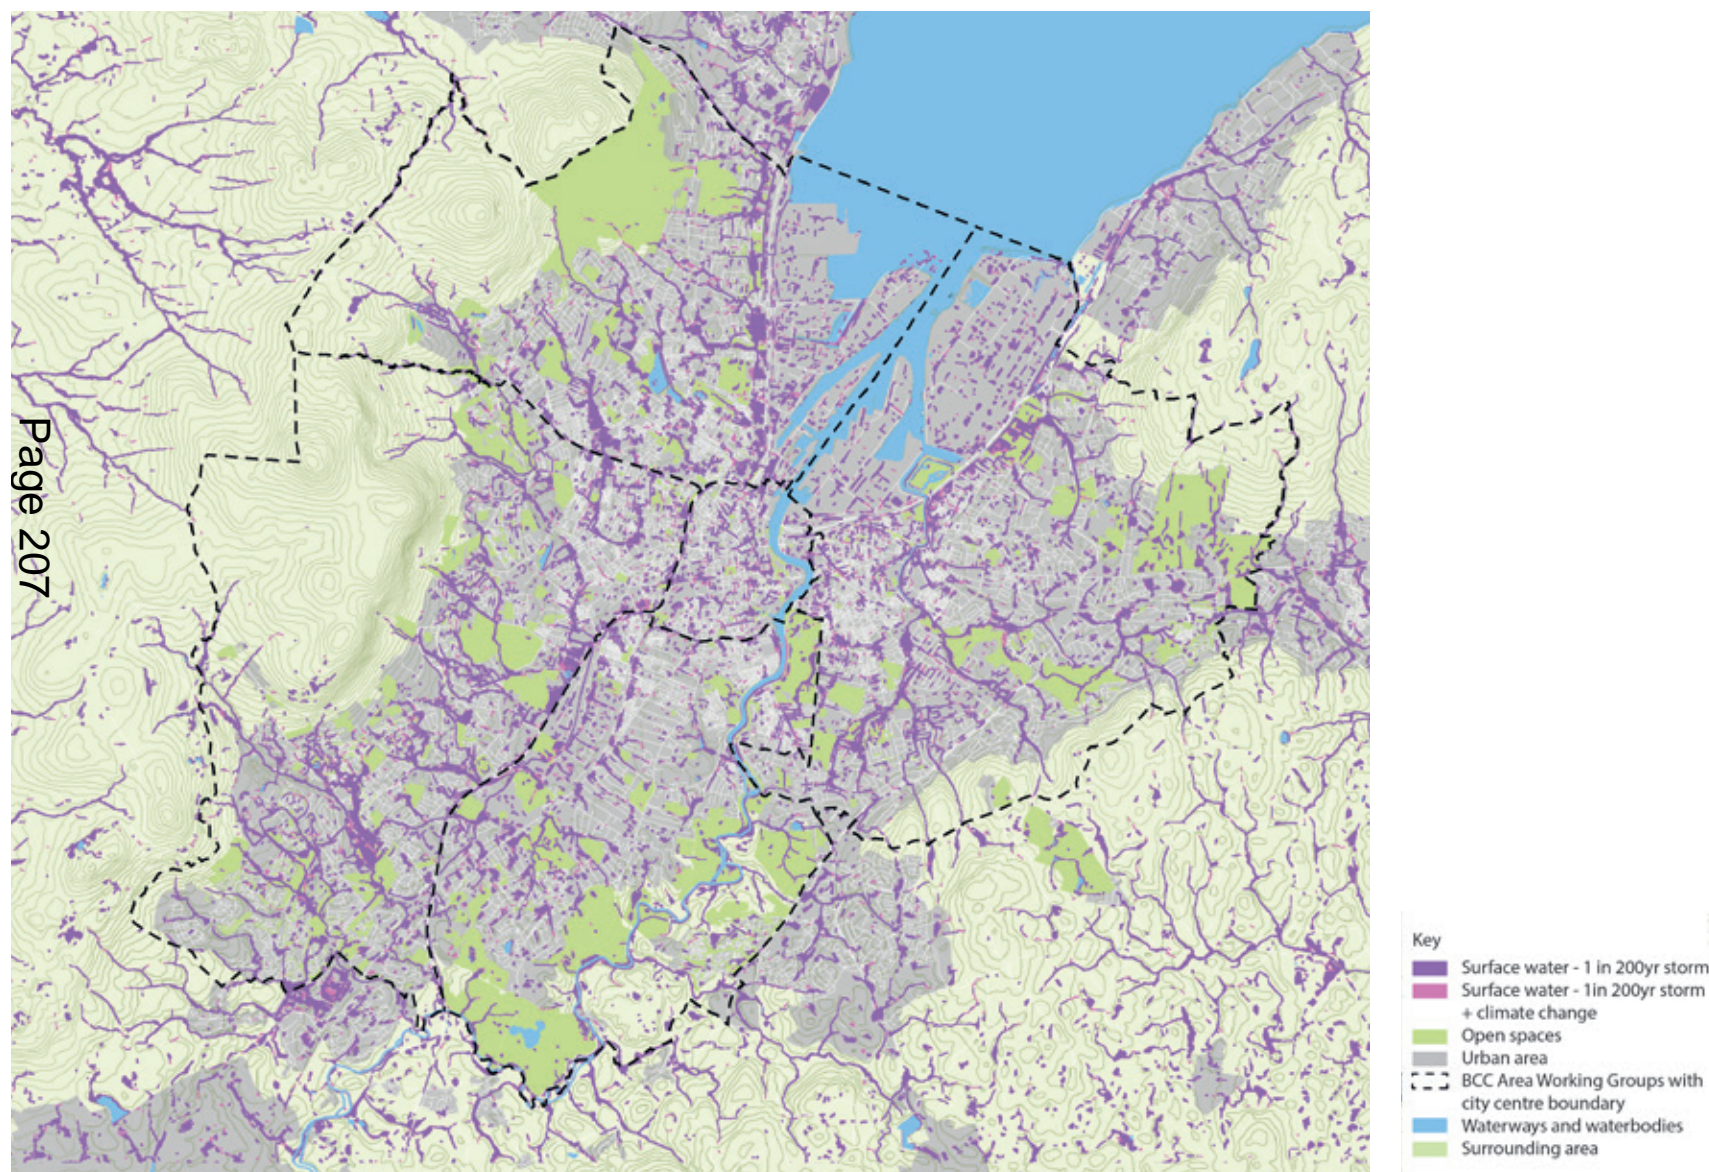 Page 207
Key
Surface water - 1 in 200yr storm
Surface water - 1in 200yr storm
+ climate change
Open spaces
Urban area
BCC Area Working Groups with
city centre boundary
Waterways and waterbodies
Surrounding area